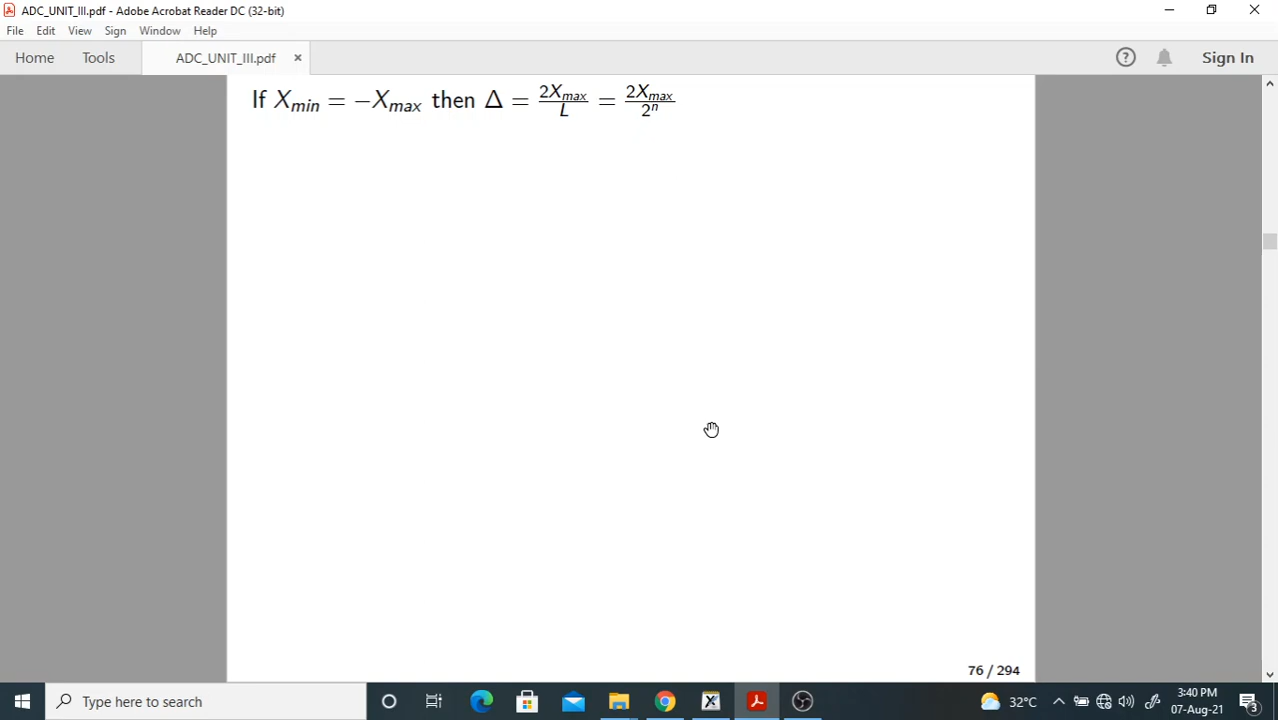 ADC_UNIT_III.pdf - Adobe Acrobat Reader DC (32-bit)
File Edit View Sign Window Help
Home Tools ADC_UNIT_III.pdf × Sign In
If X_min = −X_max then Δ = 2X_max/L = 2X_max/2^n
76 / 294
Type here to search
32°C
3:40 PM
07-Aug-21
3